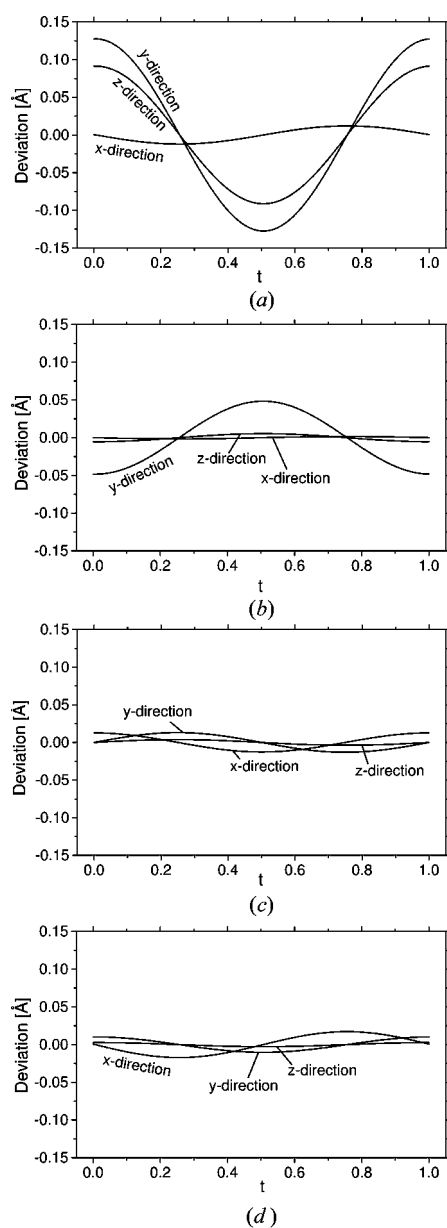 0.15
0.10
0.05
0.00
-0.05
-0.10
-0.15
Deviation [Å]
y-direction
z-direction
x-direction
0.0 0.2 0.4 0.6 0.8 1.0
t
(a)
0.15
0.10
0.05
0.00
-0.05
-0.10
-0.15
Deviation [Å]
z-direction
x-direction
y-direction
0.0 0.2 0.4 0.6 0.8 1.0
t
(b)
0.15
0.10
0.05
0.00
-0.05
-0.10
-0.15
Deviation [Å]
y-direction
x-direction
z-direction
0.0 0.2 0.4 0.6 0.8 1.0
t
(c)
0.15
0.10
0.05
0.00
-0.05
-0.10
-0.15
Deviation [Å]
x-direction
z-direction
y-direction
0.0 0.2 0.4 0.6 0.8 1.0
t
(d)